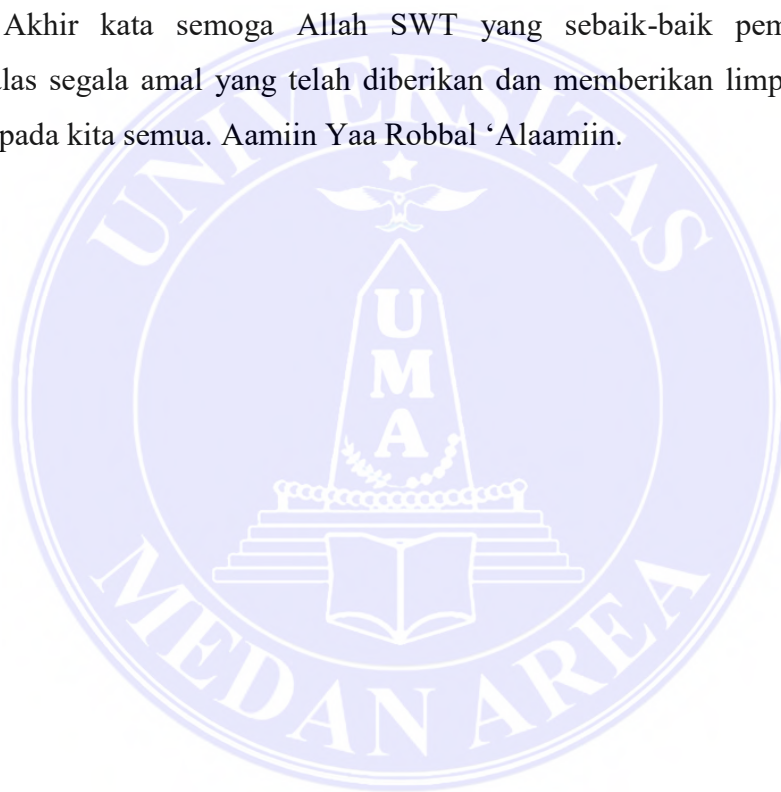 Akhir kata semoga Allah SWT yang sebaik-baik pem
las segala amal yang telah diberikan dan memberikan limp
pada kita semua. Aamiin Yaa Robbal ‘Alaamiin.
UNIVERSITAS
U
M
A
MEDAN AREA